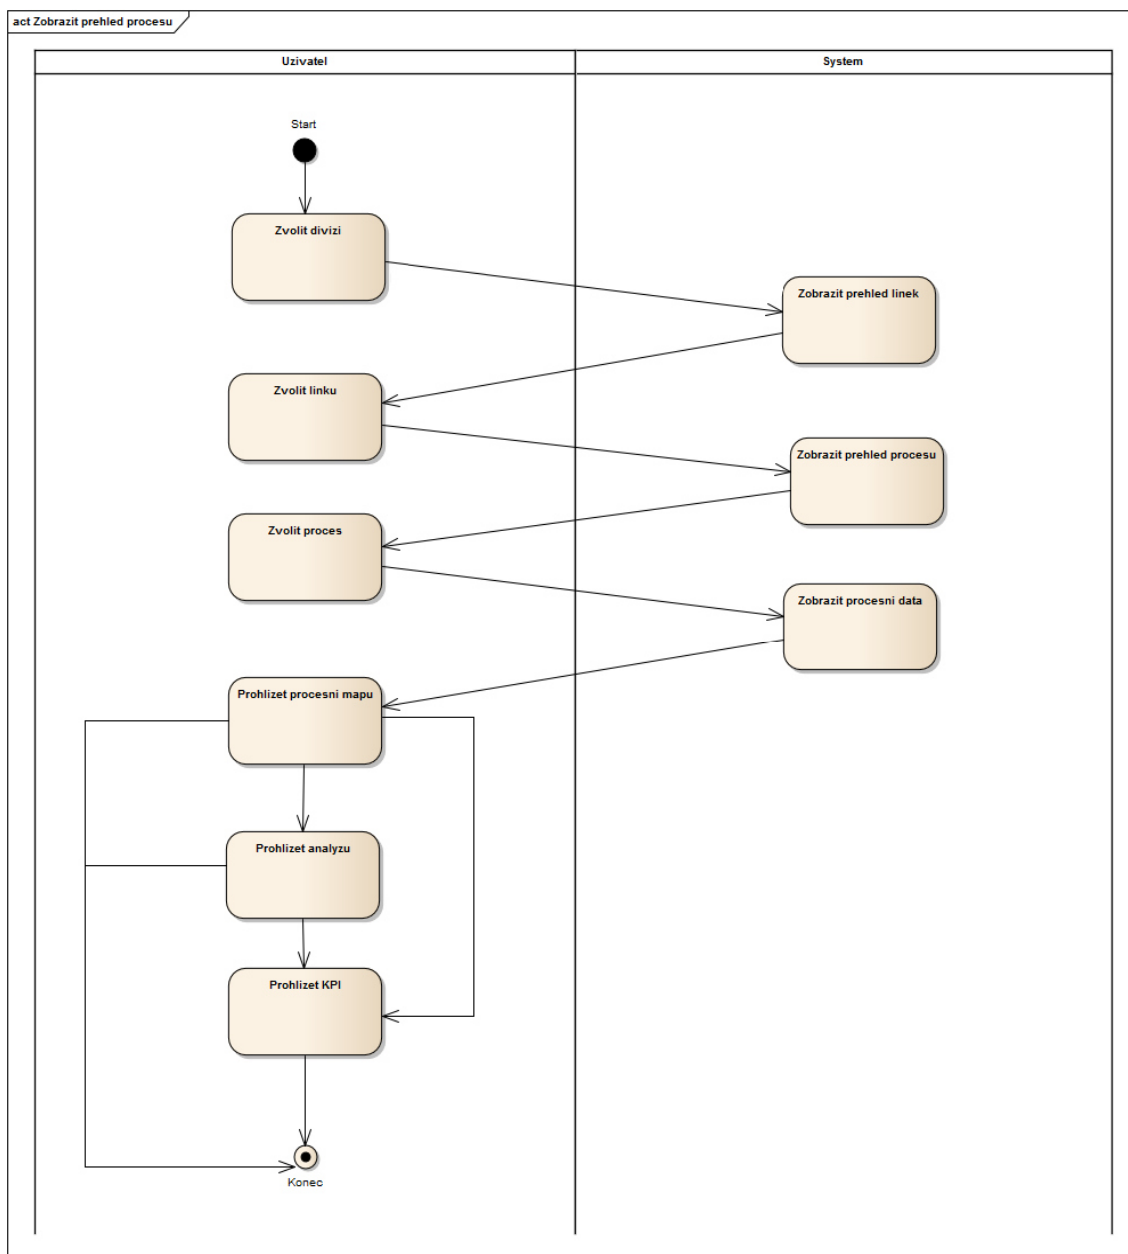 act Zobrazit prehled procesu
Uzivatel
System
Start
Zvolit divizi
Zobrazit prehled linek
Zvolit linku
Zobrazit prehled procesu
Zvolit proces
Zobrazit procesni data
Prohlizet procesni mapu
Prohlizet analyzu
Prohlizet KPI
Konec